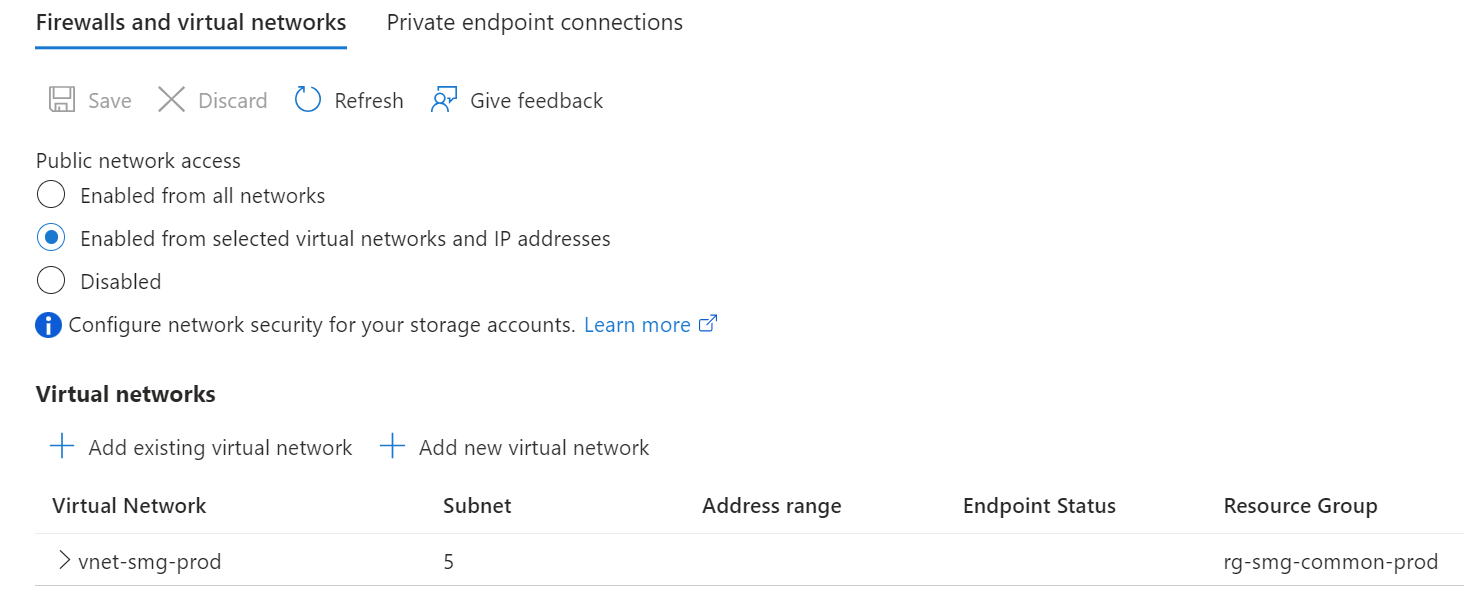 Firewalls and virtual networks Private endpoint connections
Save Discard Refresh Give feedback
Public network access
Enabled from all networks
Enabled from selected virtual networks and IP addresses
Disabled
Configure network security for your storage accounts. Learn more
Virtual networks
Add existing virtual network Add new virtual network
Virtual Network Subnet Address range Endpoint Status Resource Group
vnet-smg-prod 5 rg-smg-common-prod